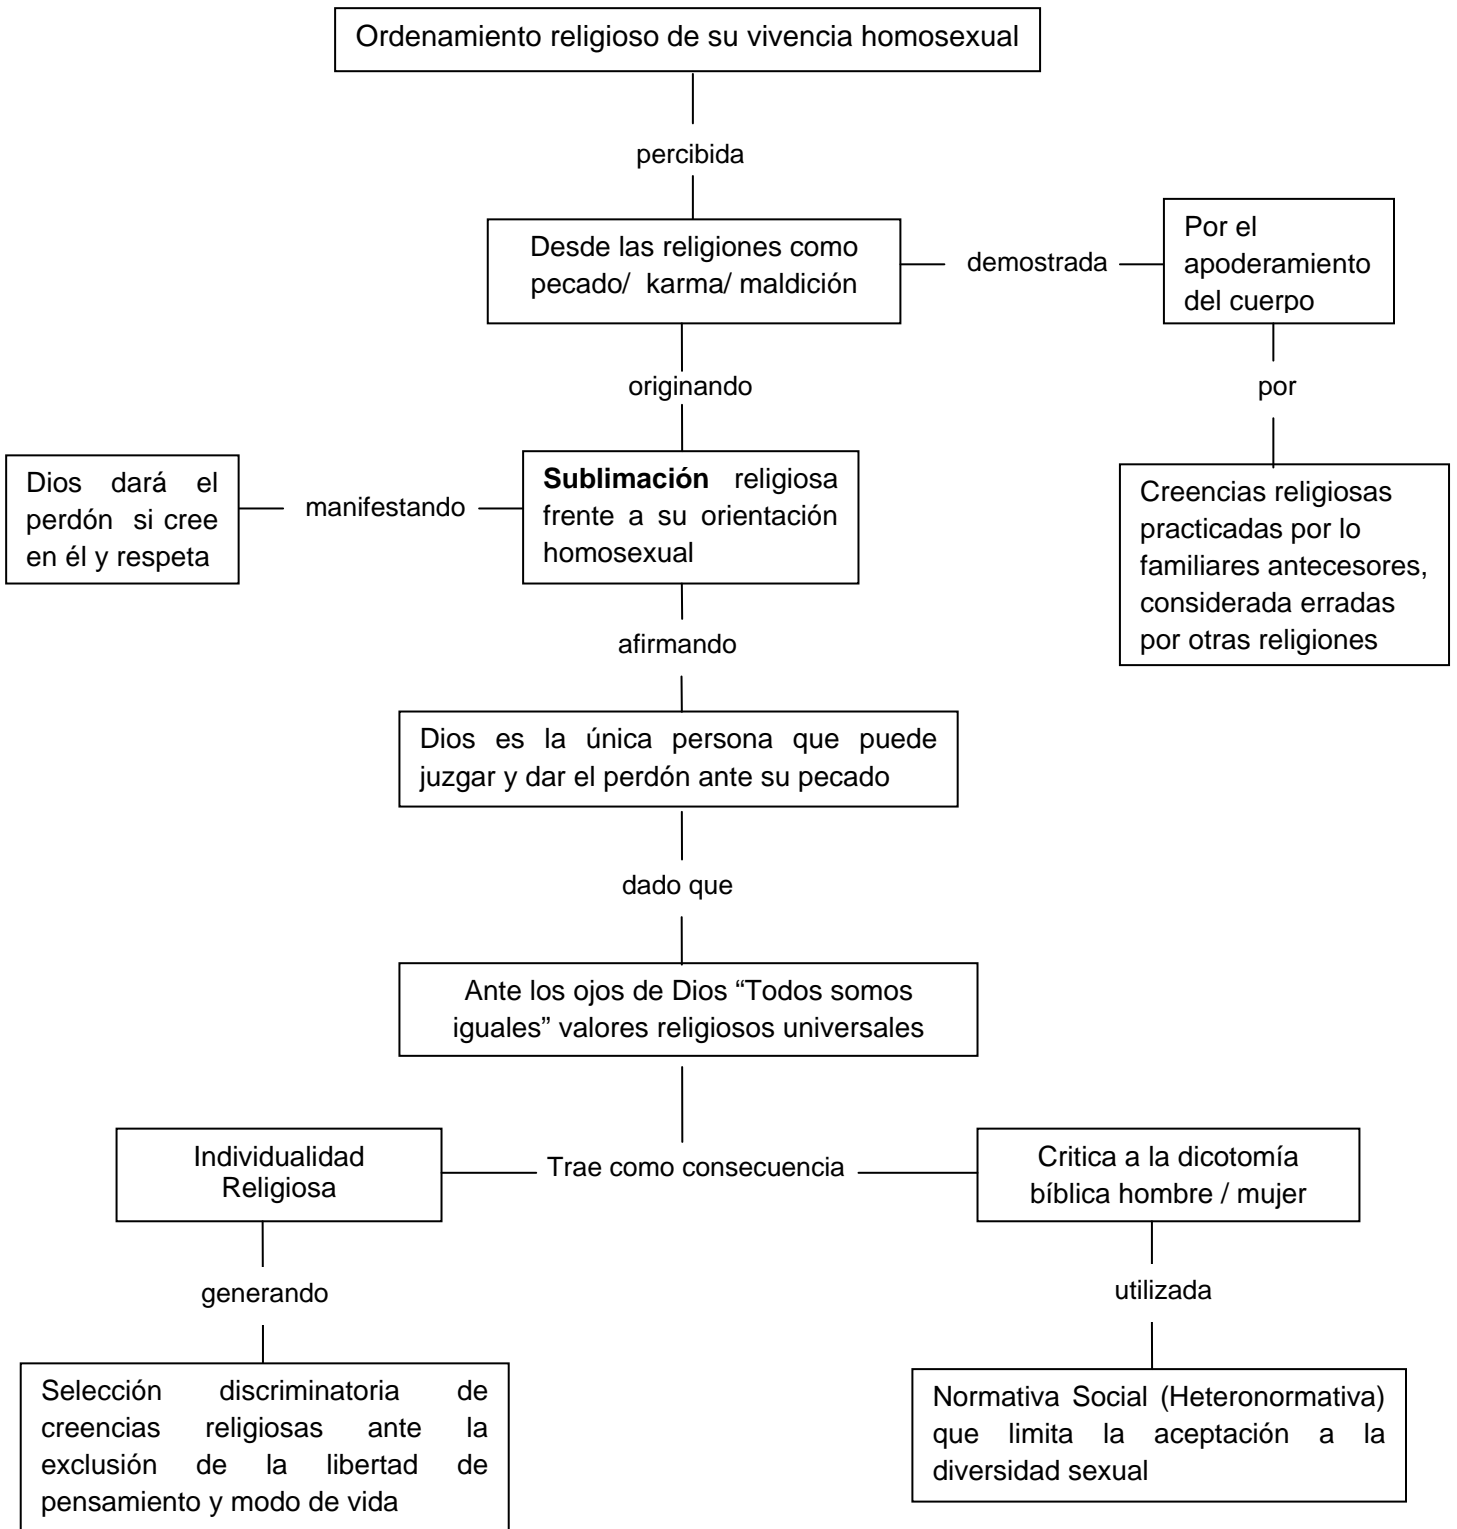 Ordenamiento religioso de su vivencia homosexual
percibida
Desde las religiones como
pecado/ karma/ maldición
demostrada
Por el
apoderamiento
del cuerpo
originando
por
Dios dará el
perdón si cree
en él y respeta
manifestando
Sublimación religiosa
frente a su orientación
homosexual
Creencias religiosas
practicadas por lo
familiares antecesores,
considerada erradas
por otras religiones
afirmando
Dios es la única persona que puede
juzgar y dar el perdón ante su pecado
dado que
Ante los ojos de Dios “Todos somos
iguales” valores religiosos universales
Individualidad
Religiosa
Trae como consecuencia
Critica a la dicotomía
bíblica hombre / mujer
generando
utilizada
Selección discriminatoria de
creencias religiosas ante la
exclusión de la libertad de
pensamiento y modo de vida
Normativa Social (Heteronormativa)
que limita la aceptación a la
diversidad sexual